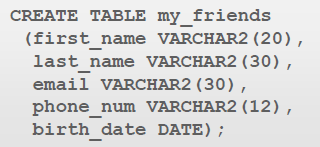 CREATE TABLE my_friends
(first_name VARCHAR2(20),
last_name VARCHAR2(30),
email VARCHAR2(30),
phone_num VARCHAR2(12),
birth_date DATE);